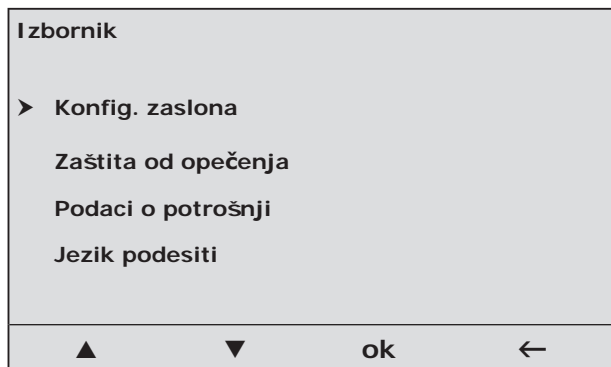 Izbornik
➤ Konfig. zaslona
Zaštita od opečenja
Podaci o potrošnji
Jezik podesiti
▲ ▼ ok ←